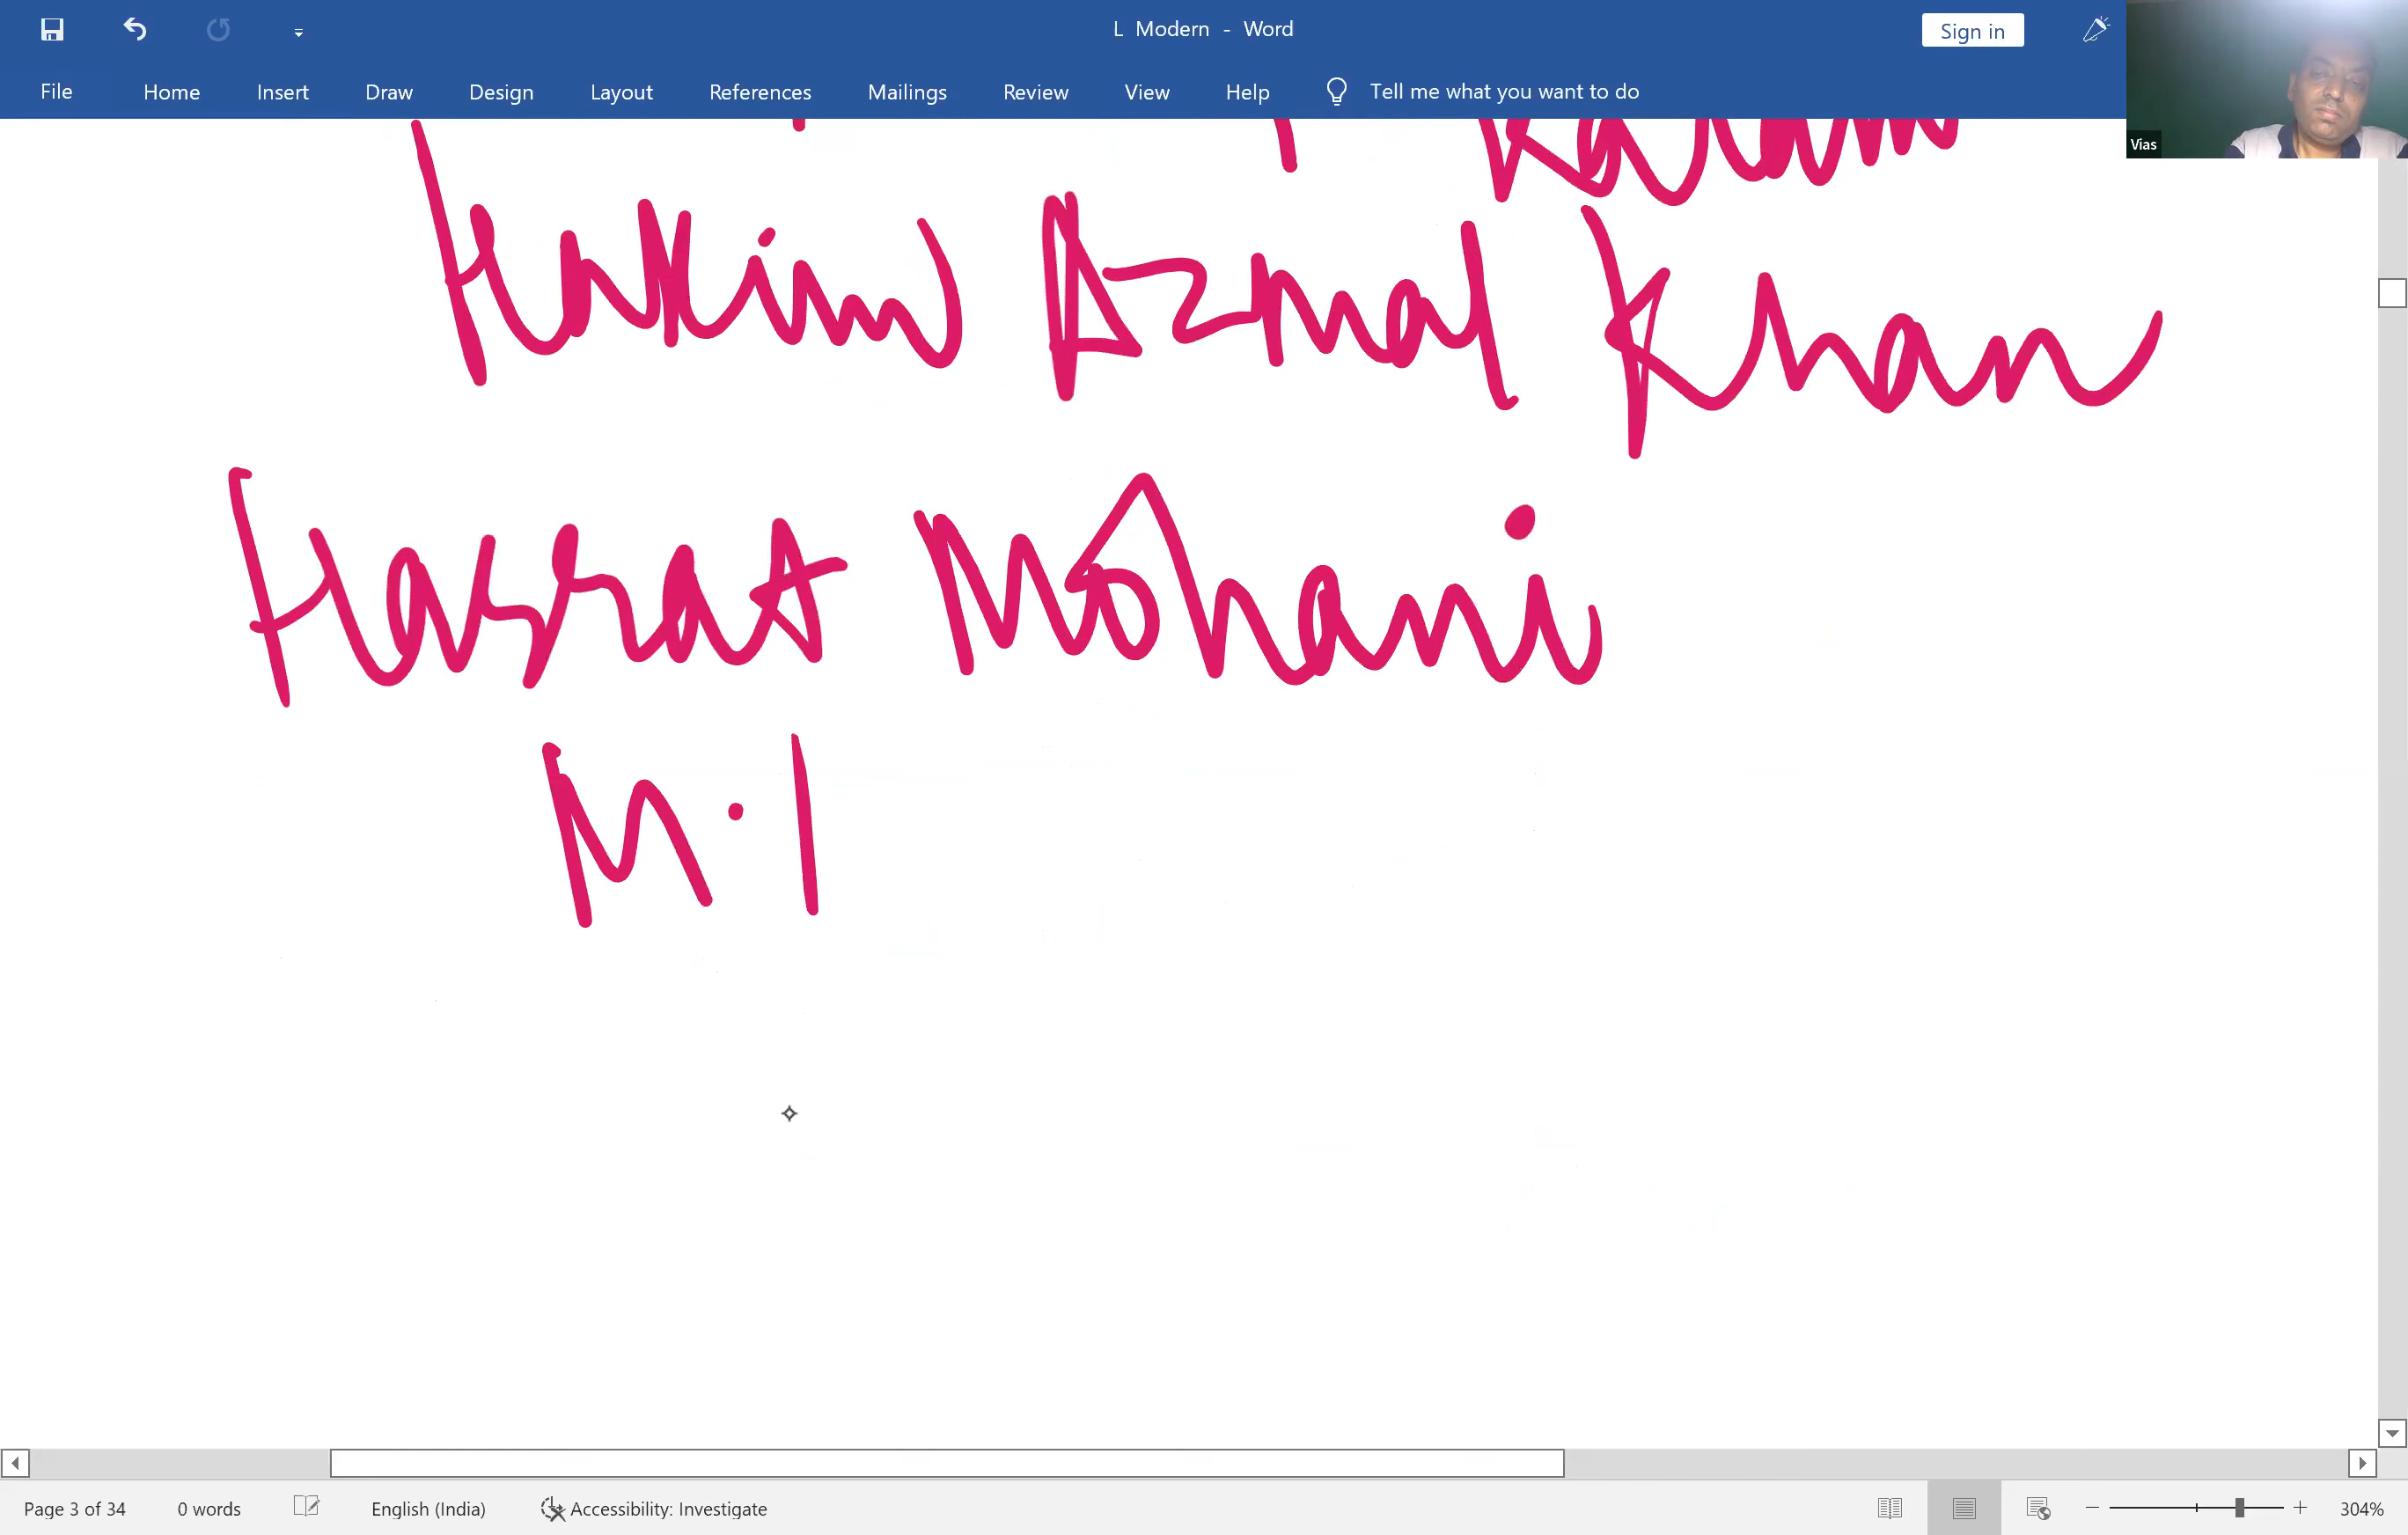 L Modern - Word
Sign in
File Home Insert Draw Design Layout References Mailings Review View Help Tell me what you want to do
Vias
Kalam
Hakim Azmal Khan
Hasrat Mohani
M.
Page 3 of 34 0 words English (India) Accessibility: Investigate 304%